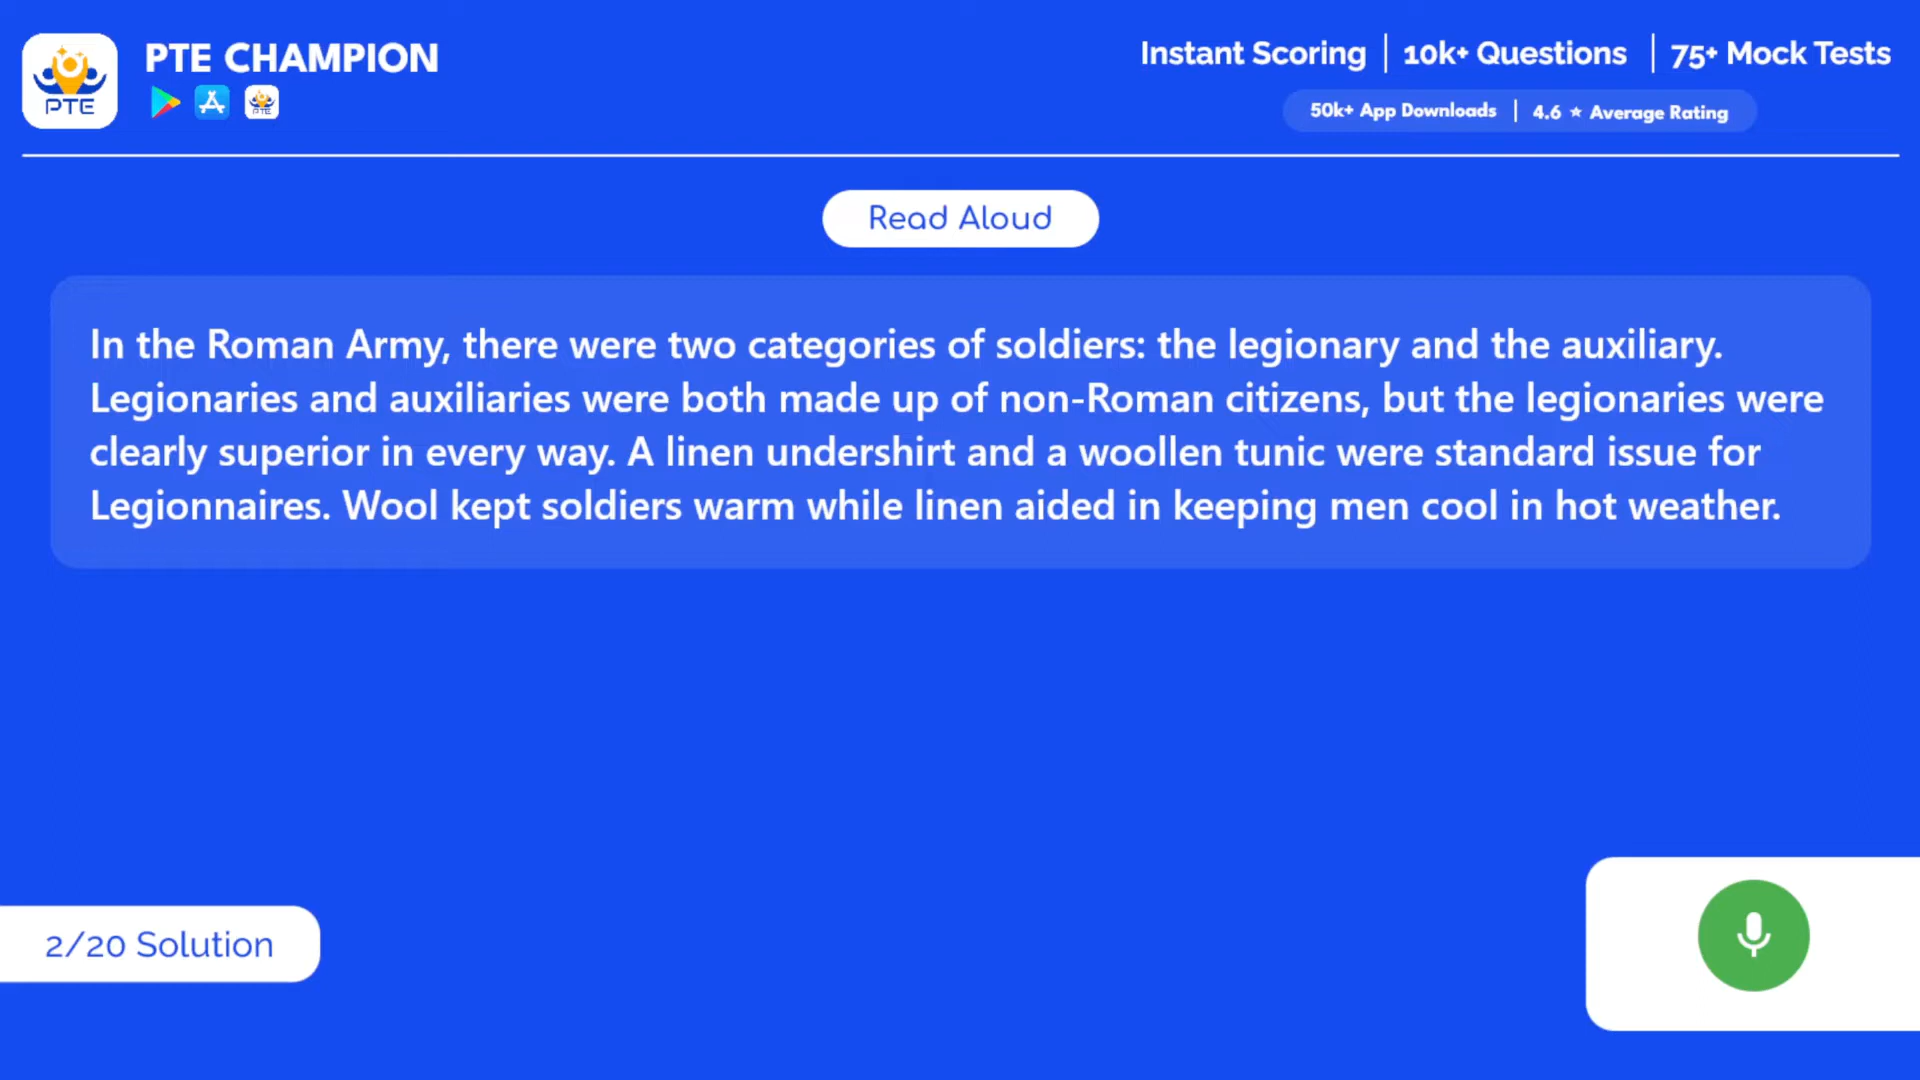 PTE CHAMPION
PTE
PTE
Instant Scoring | 10k+ Questions | 75+ Mock Tests
50k+ App Downloads | 4.6 ★ Average Rating
Read Aloud
In the Roman Army, there were two categories of soldiers: the legionary and the auxiliary.
Legionaries and auxiliaries were both made up of non-Roman citizens, but the legionaries were
clearly superior in every way. A linen undershirt and a woollen tunic were standard issue for
Legionnaires. Wool kept soldiers warm while linen aided in keeping men cool in hot weather.
2/20 Solution